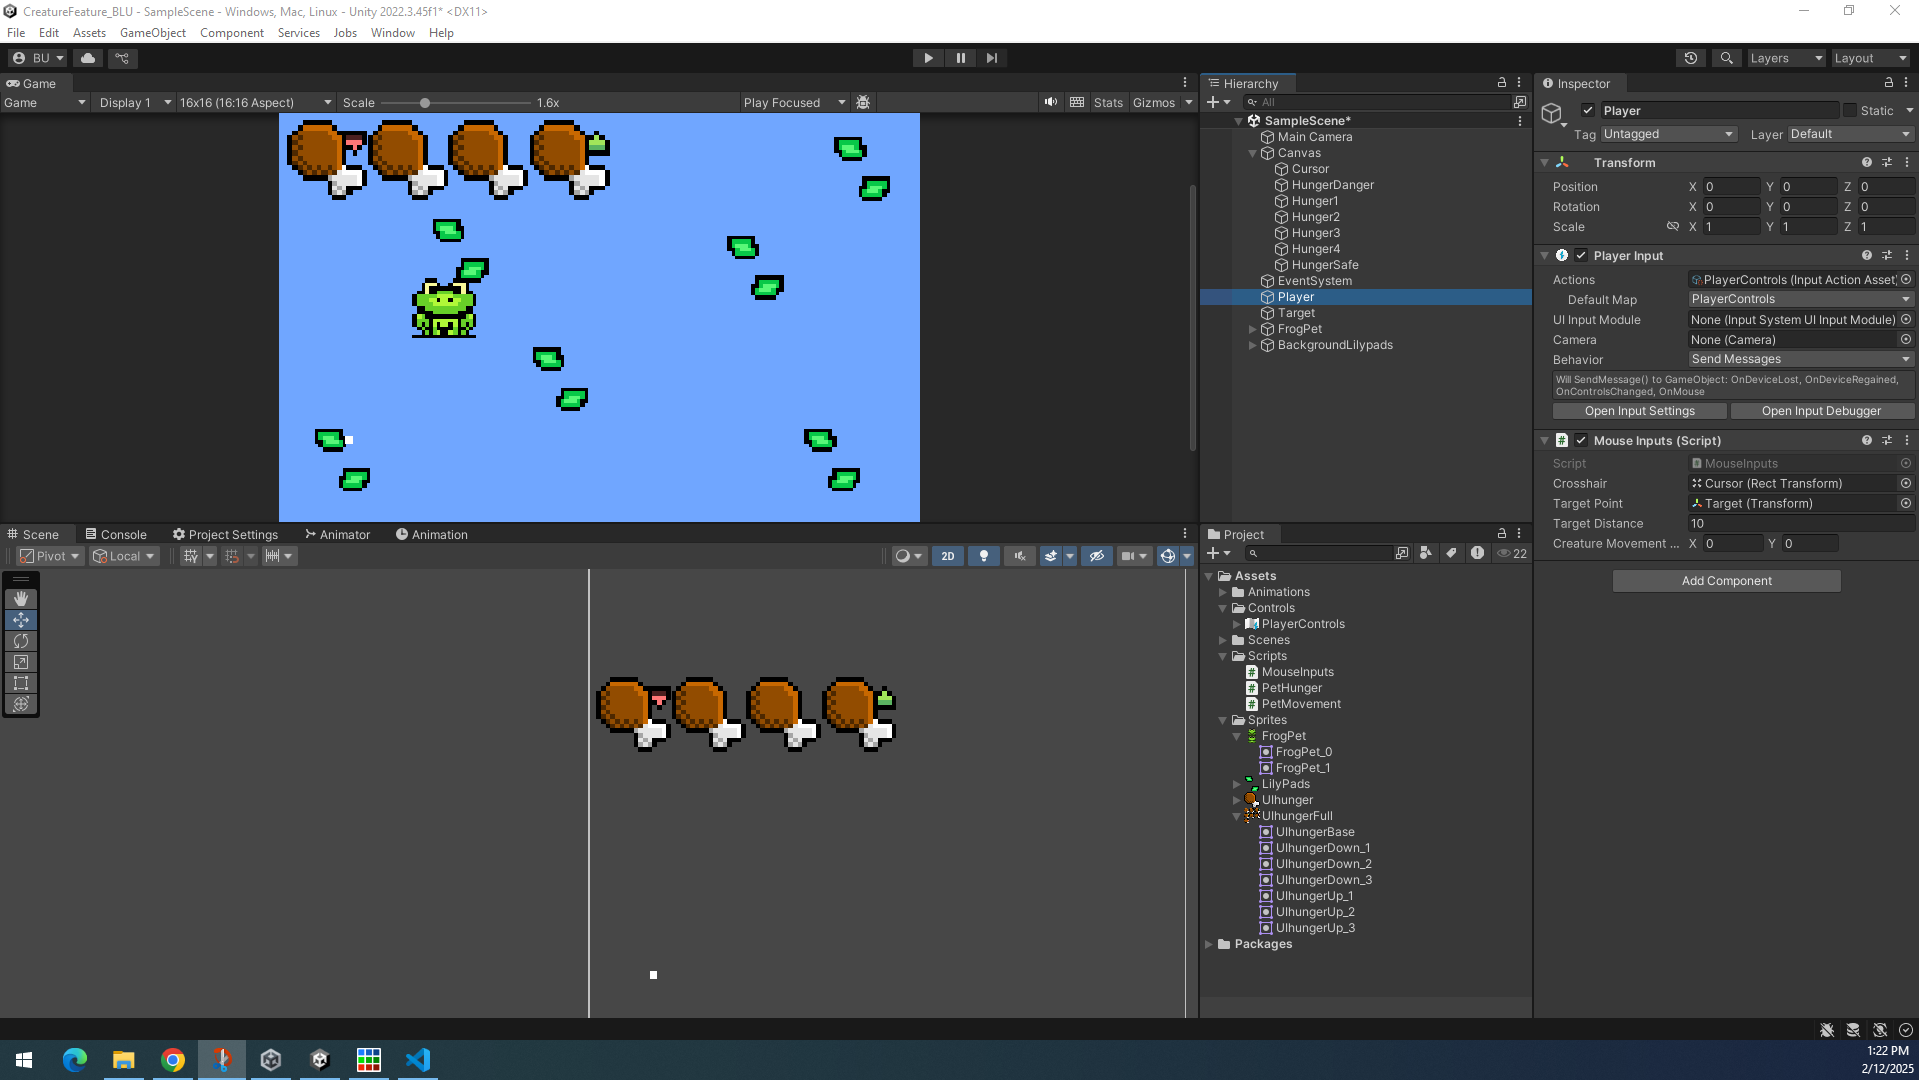 CreatureFeature_BLU - SampleScene - Windows, Mac, Linux - Unity 2022.3.45f1* <DX11>
File Edit Assets GameObject Component Services Jobs Window Help
BU Layers Layout
Game
Game Display 1 16x16 (16:16 Aspect) Scale 1.6x Play Focused Stats Gizmos
Hierarchy
All
SampleScene*
Main Camera
Canvas
Cursor
HungerDanger
Hunger1
Hunger2
Hunger3
Hunger4
HungerSafe
EventSystem
Player
Target
FrogPet
BackgroundLilypads
Inspector
Player Static
Tag Untagged Layer Default
Transform
Position X 0 Y 0 Z 0
Rotation X 0 Y 0 Z 0
Scale X 1 Y 1 Z 1
Player Input
Actions PlayerControls (Input Action Asset)
Default Map PlayerControls
UI Input Module None (Input System UI Input Module)
Camera None (Camera)
Behavior Send Messages
Will SendMessage() to GameObject: OnDeviceLost, OnDeviceRegained,
OnControlsChanged, OnMouse
Open Input Settings Open Input Debugger
Mouse Inputs (Script)
Script MouseInputs
Crosshair Cursor (Rect Transform)
Target Point Target (Transform)
Target Distance 10
Creature Movement ... X 0 Y 0
Add Component
Scene Console Project Settings Animator Animation
Pivot Local 2D
Project
22
Assets
Animations
Controls
PlayerControls
Scenes
Scripts
MouseInputs
PetHunger
PetMovement
Sprites
FrogPet
FrogPet_0
FrogPet_1
LilyPads
UIhunger
UIhungerFull
UIhungerBase
UIhungerDown_1
UIhungerDown_2
UIhungerDown_3
UIhungerUp_1
UIhungerUp_2
UIhungerUp_3
Packages
1:22 PM
2/12/2025